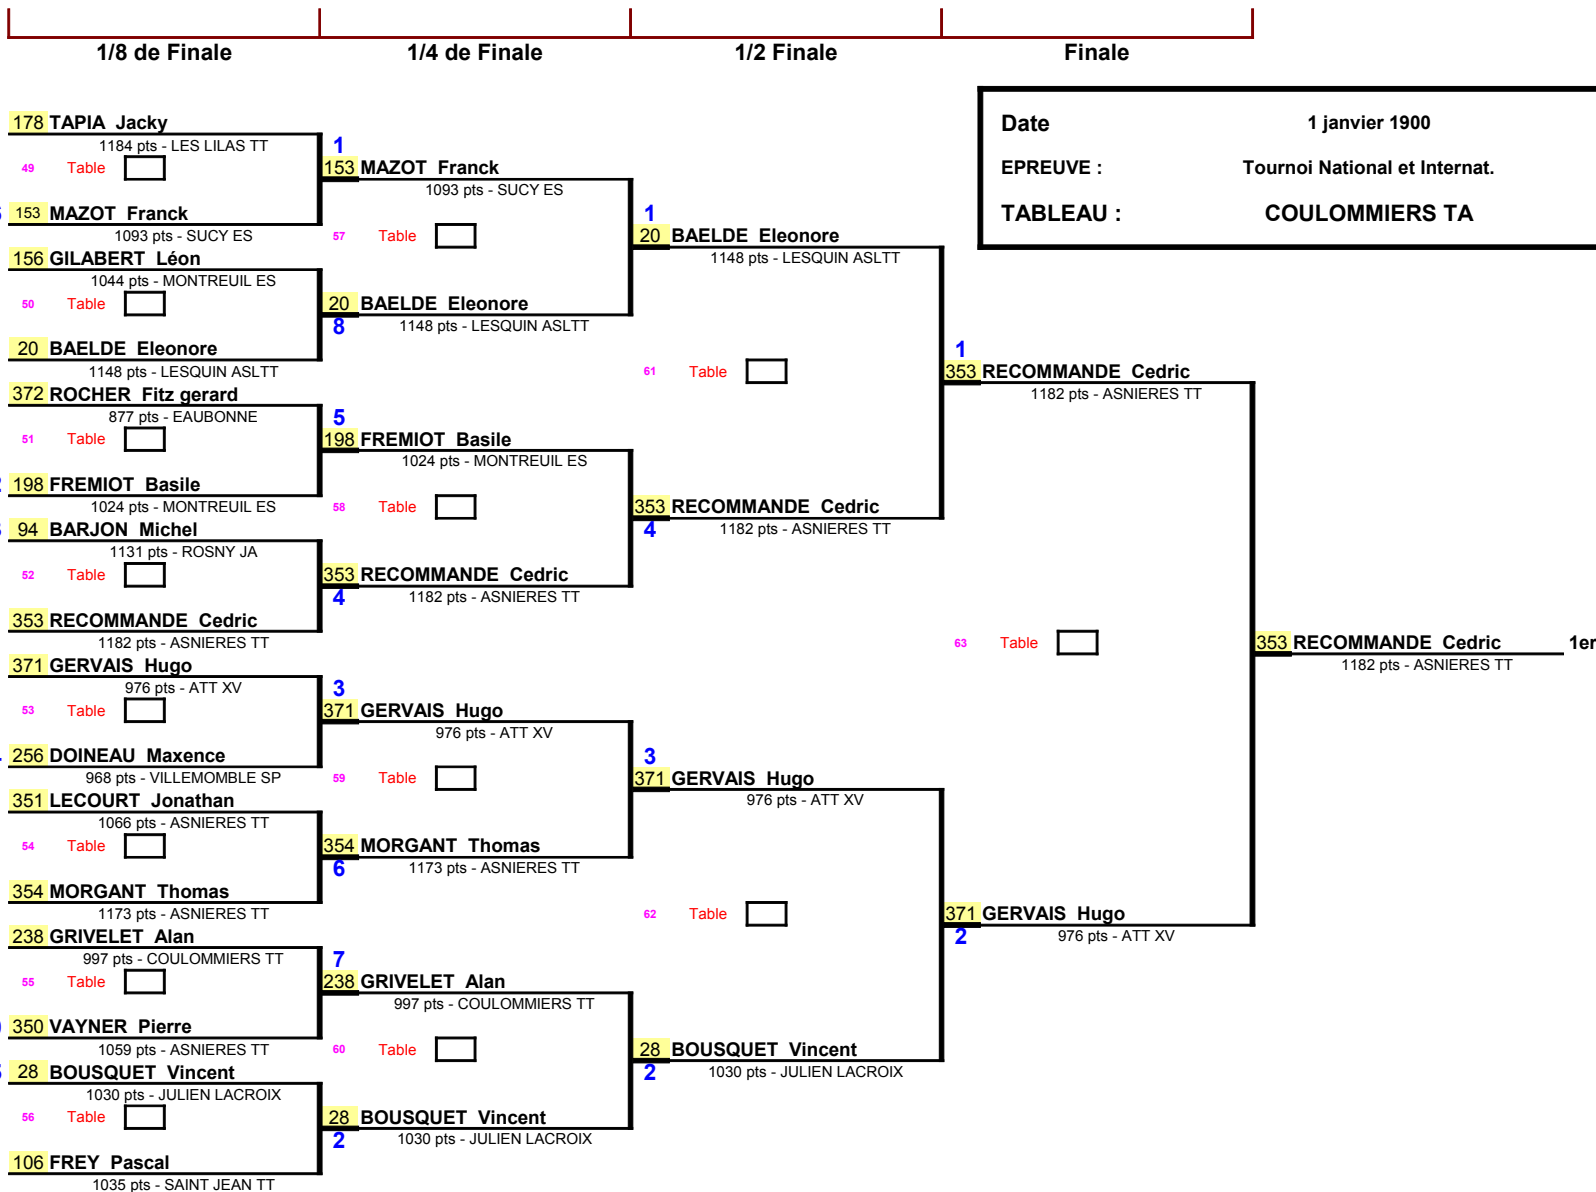 1/8 de Finale 1/4 de Finale 1/2 Finale Finale
Date 1 janvier 1900
EPREUVE : Tournoi National et Internat.
TABLEAU : COULOMMIERS TA
178 TAPIA Jacky
1184 pts - LES LILAS TT
49 Table
153 MAZOT Franck
1093 pts - SUCY ES
156 GILABERT Léon
1044 pts - MONTREUIL ES
50 Table
20 BAELDE Eleonore
1148 pts - LESQUIN ASLTT
372 ROCHER Fitz gerard
877 pts - EAUBONNE
51 Table
198 FREMIOT Basile
1024 pts - MONTREUIL ES
94 BARJON Michel
1131 pts - ROSNY JA
52 Table
353 RECOMMANDE Cedric
1182 pts - ASNIERES TT
371 GERVAIS Hugo
976 pts - ATT XV
53 Table
256 DOINEAU Maxence
968 pts - VILLEMOMBLE SP
351 LECOURT Jonathan
1066 pts - ASNIERES TT
54 Table
354 MORGANT Thomas
1173 pts - ASNIERES TT
238 GRIVELET Alan
997 pts - COULOMMIERS TT
55 Table
350 VAYNER Pierre
1059 pts - ASNIERES TT
28 BOUSQUET Vincent
1030 pts - JULIEN LACROIX
56 Table
106 FREY Pascal
1035 pts - SAINT JEAN TT
1
153 MAZOT Franck
1093 pts - SUCY ES
57 Table
20 BAELDE Eleonore
8 1148 pts - LESQUIN ASLTT
5
198 FREMIOT Basile
1024 pts - MONTREUIL ES
58 Table
353 RECOMMANDE Cedric
4 1182 pts - ASNIERES TT
3
371 GERVAIS Hugo
976 pts - ATT XV
59 Table
354 MORGANT Thomas
6 1173 pts - ASNIERES TT
7
238 GRIVELET Alan
997 pts - COULOMMIERS TT
60 Table
28 BOUSQUET Vincent
2 1030 pts - JULIEN LACROIX
1
20 BAELDE Eleonore
1148 pts - LESQUIN ASLTT
61 Table
353 RECOMMANDE Cedric
4 1182 pts - ASNIERES TT
3
371 GERVAIS Hugo
976 pts - ATT XV
62 Table
28 BOUSQUET Vincent
2 1030 pts - JULIEN LACROIX
1
353 RECOMMANDE Cedric
1182 pts - ASNIERES TT
63 Table
371 GERVAIS Hugo
2 976 pts - ATT XV
353 RECOMMANDE Cedric 1er
1182 pts - ASNIERES TT